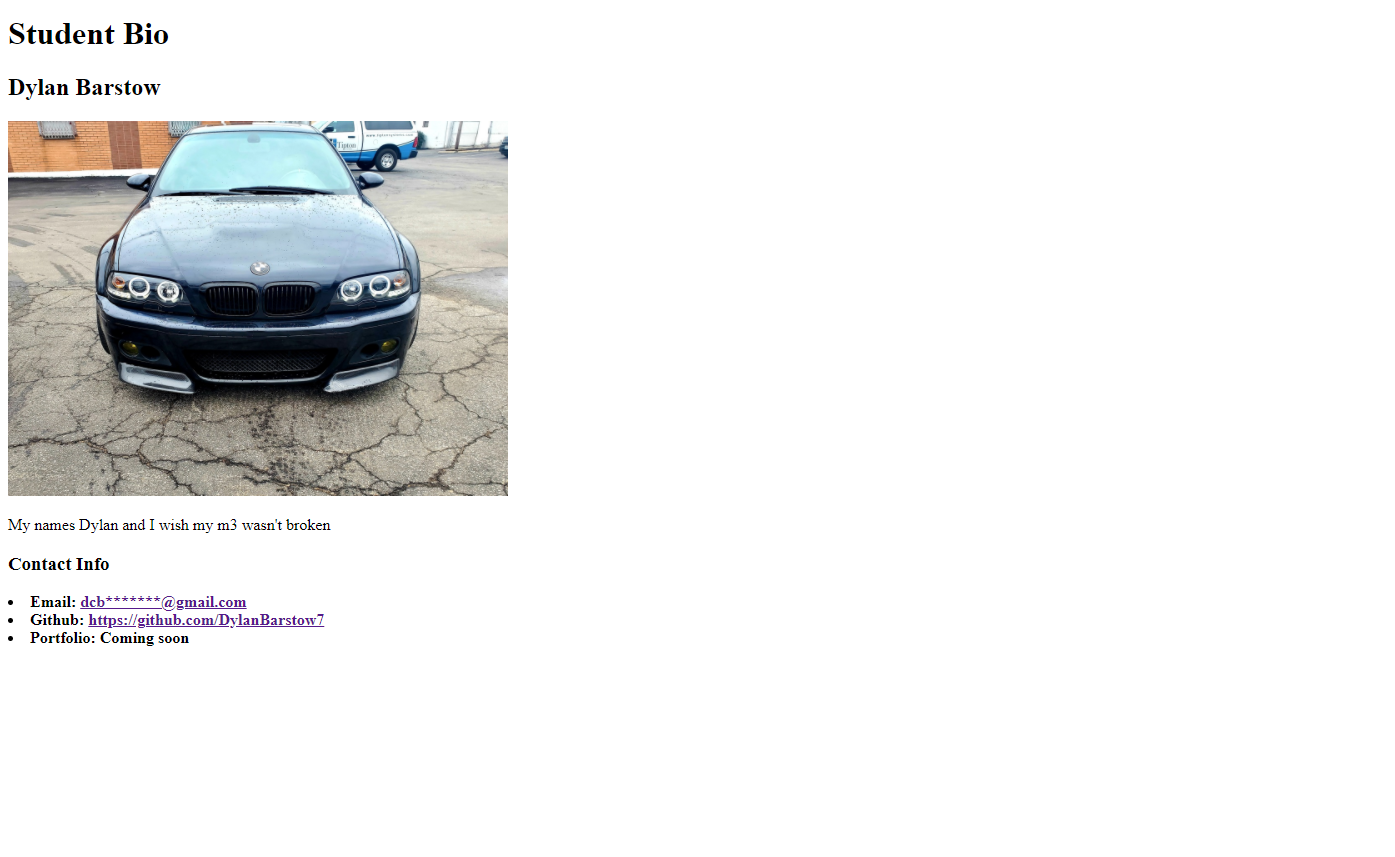 Student Bio
Dylan Barstow
Tipton
My names Dylan and I wish my m3 wasn't broken
Contact Info
Email: dcb*******@gmail.com
Github: https://github.com/DylanBarstow7
Portfolio: Coming soon